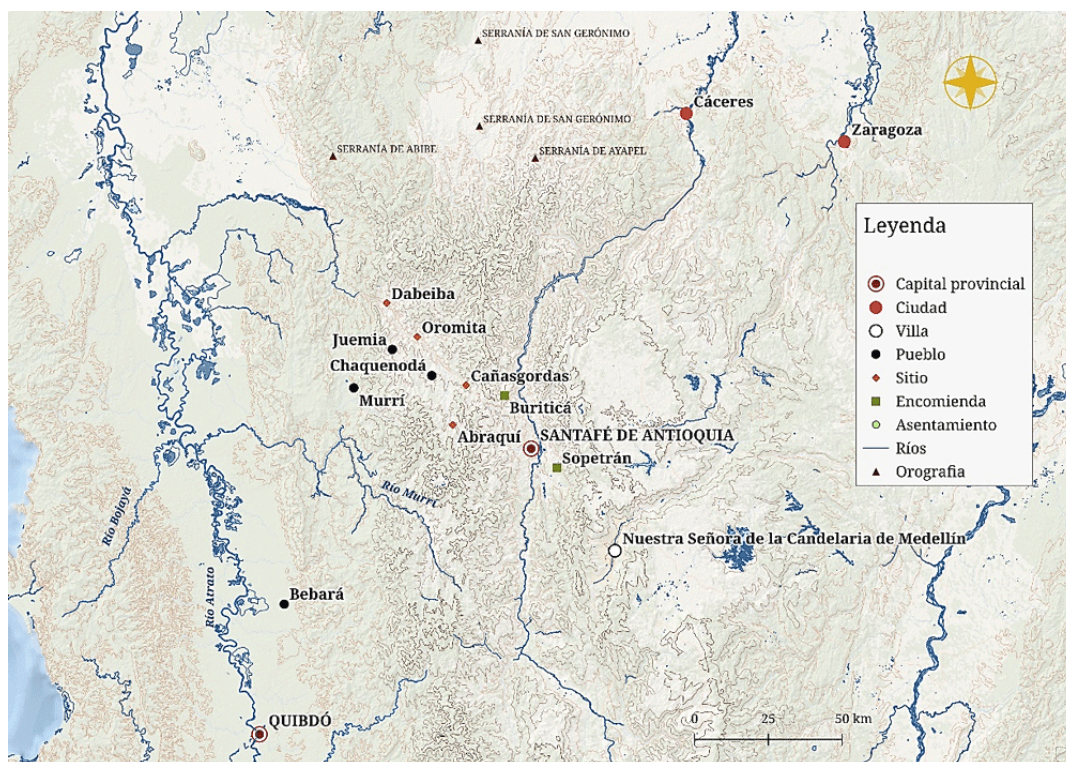 SERRANÍA DE SAN GERÓNIMO
Cáceres
SERRANÍA DE SAN GERÓNIMO
Zaragoza
SERRANÍA DE ABIBE
SERRANÍA DE AYAPEL
Leyenda
Capital provincial
Ciudad
Villa
Pueblo
Sitio
Encomienda
Asentamiento
Ríos
Orografia
Dabeiba
Oromita
Juemia
Chaquenodá
Cañasgordas
Murrí
Buriticá
Abraquí
SANTAFÉ DE ANTIOQUIA
Sopetrán
Río Murrí
Río Bojayá
Nuestra Señora de la Candelaria de Medellín
Río Atrato
Bebará
QUIBDÓ
0 25 50 km